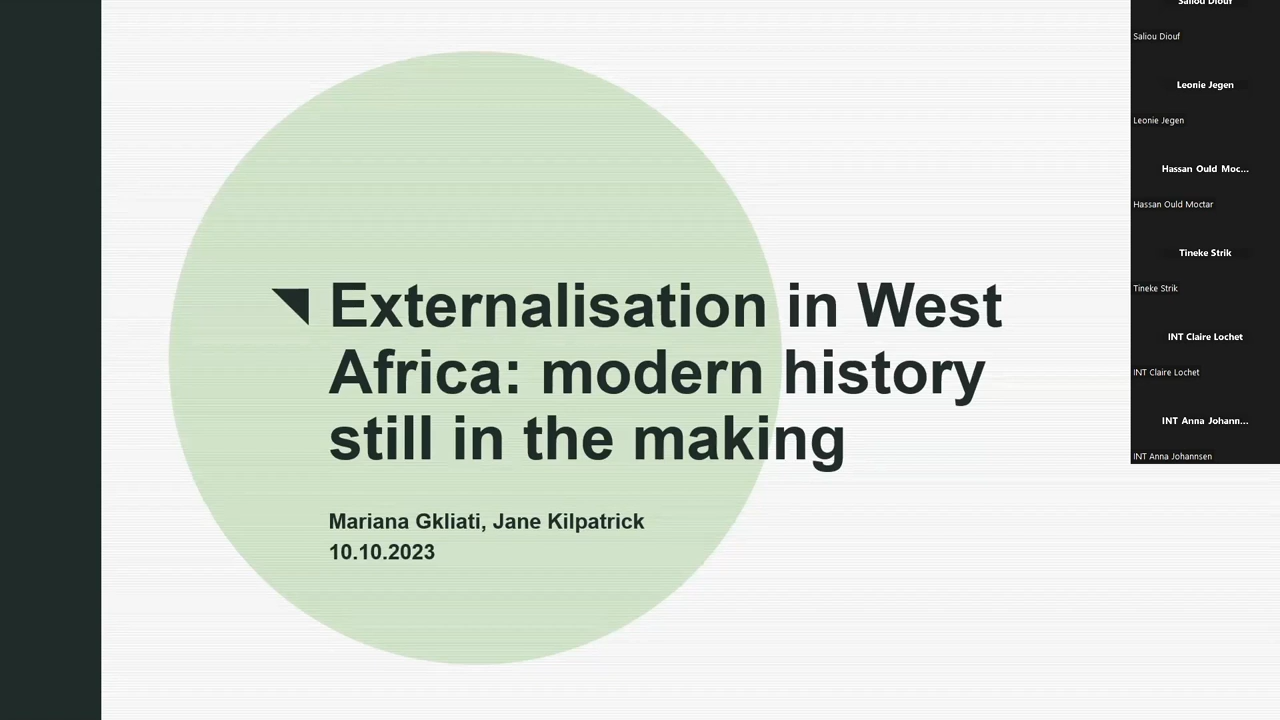 Externalisation in West
Africa: modern history
still in the making
Mariana Gkliati, Jane Kilpatrick
10.10.2023
Saliou Diouf
Saliou Diouf
Leonie Jegen
Leonie Jegen
Hassan Ould Moc...
Hassan Ould Moctar
Tineke Strik
Tineke Strik
INT Claire Lochet
INT Claire Lochet
INT Anna Johann...
INT Anna Johannsen